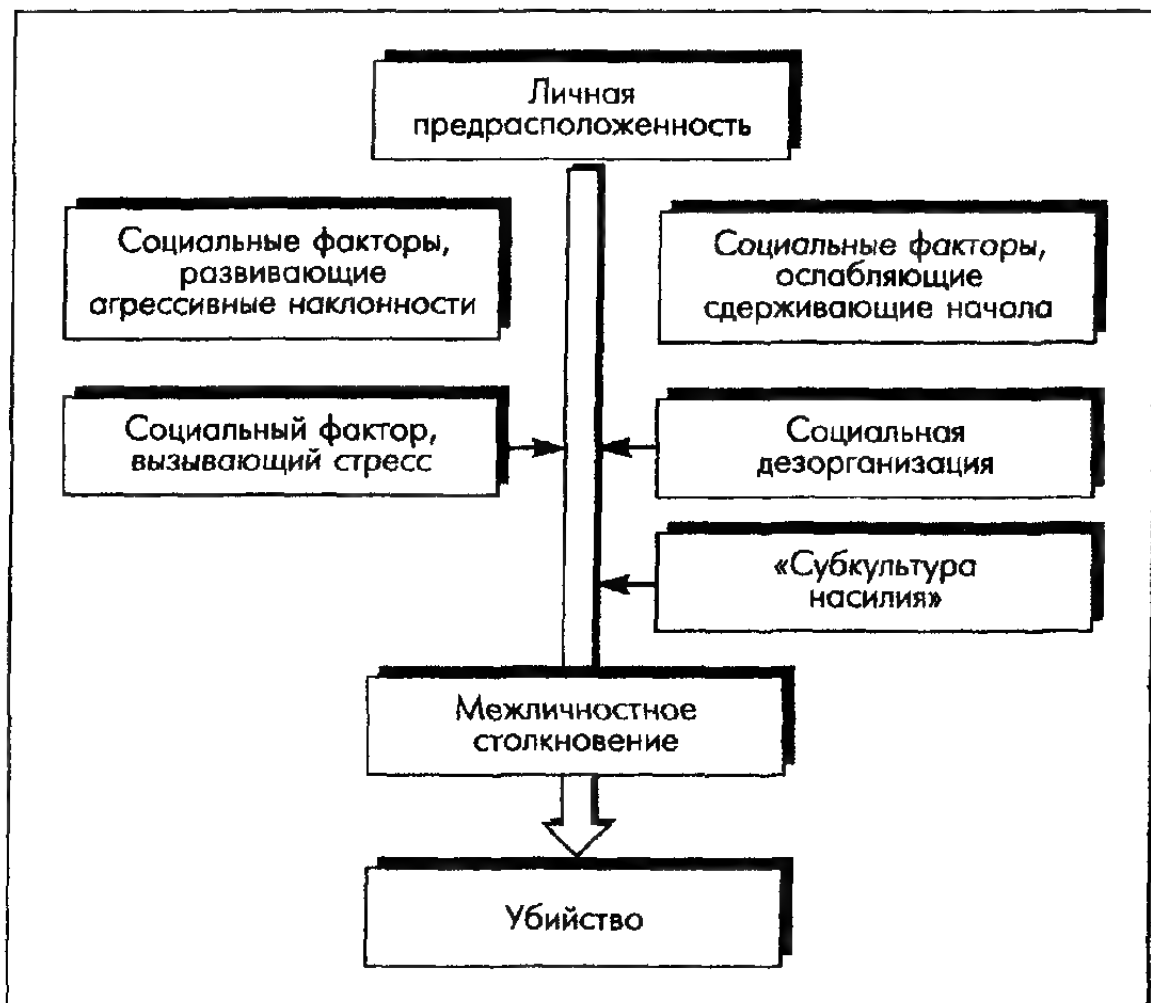 Личная
предрасположенность
Социальные факторы,
развивающие
агрессивные наклонности
Социальные факторы,
ослабляющие
сдерживающие начала
Социальный фактор,
вызывающий стресс
Социальная
дезорганизация
«Субкультура
насилия»
Межличностное
столкновение
Убийство